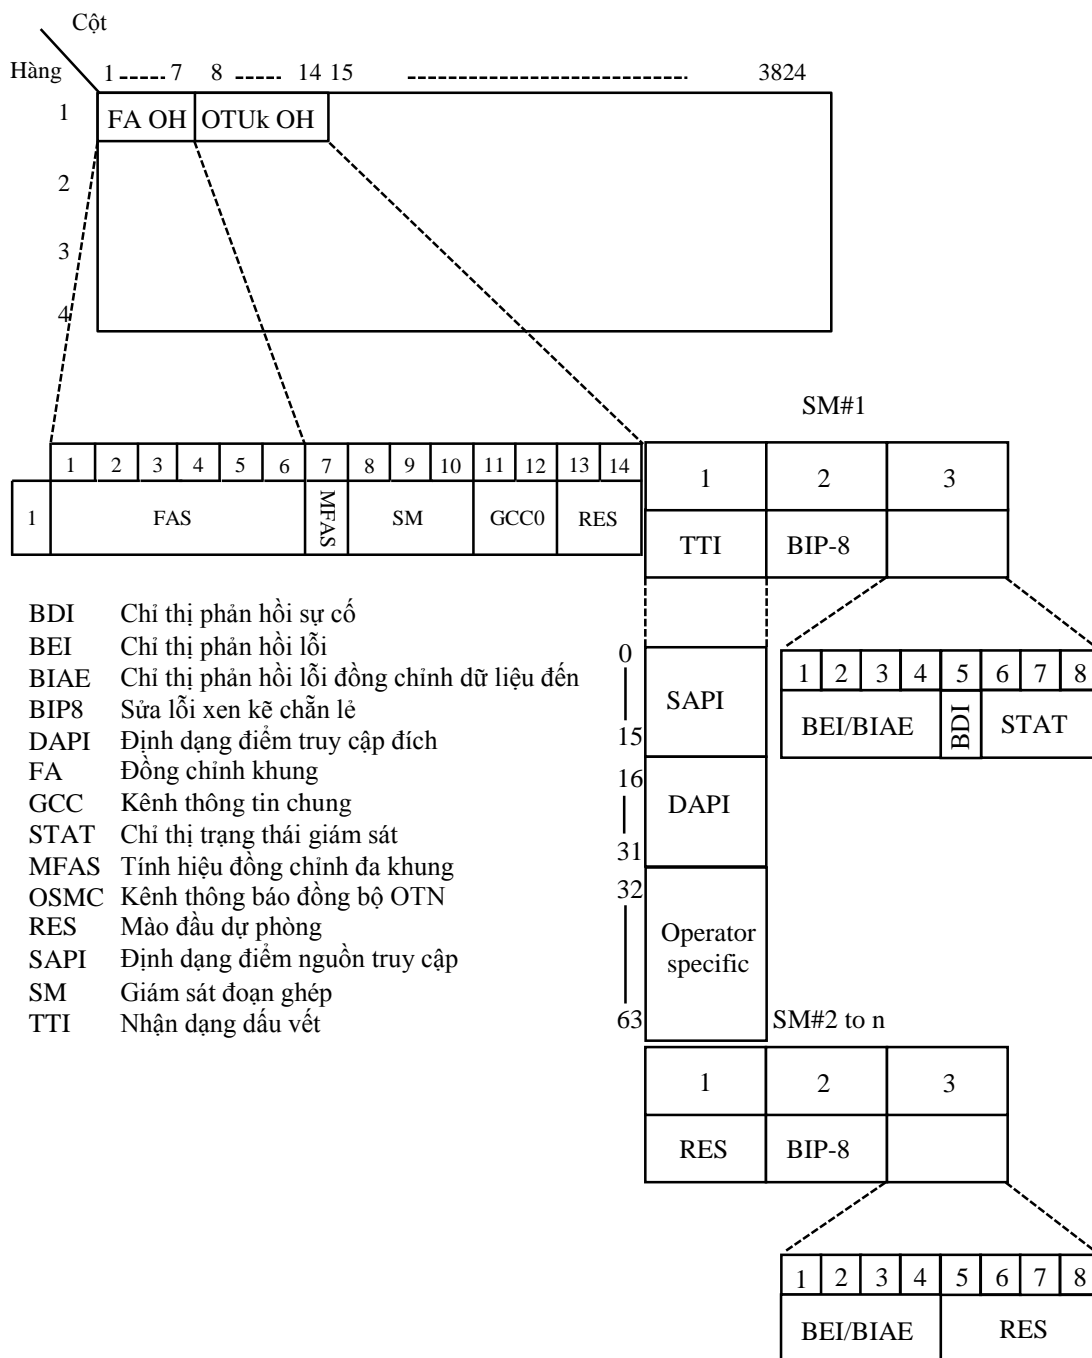 Cột
Hàng 1 ----- 7 8 ----- 14 15 ------------------------------ 3824
1 FA OH OTUk OH
2
3
4
SM#1
1 2 3 4 5 6 7 8 9 10 11 12 13 14
1 FAS MFAS SM GCC0 RES
1 2 3
TTI BIP-8
BDI Chỉ thị phản hồi sự cố
BEI Chỉ thị phản hồi lỗi
BIAE Chỉ thị phản hồi lỗi đồng chỉnh dữ liệu đến
BIP8 Sửa lỗi xen kẽ chẵn lẻ
DAPI Định dạng điểm truy cập đích
FA Đồng chỉnh khung
GCC Kênh thông tin chung
STAT Chỉ thị trạng thái giám sát
MFAS Tính hiệu đồng chỉnh đa khung
OSMC Kênh thông báo đồng bộ OTN
RES Mào đầu dự phòng
SAPI Định dạng điểm nguồn truy cập
SM Giám sát đoạn ghép
TTI Nhận dạng dấu vết
0
SAPI
15
16
DAPI
31
32
Operator
specific
63
1 2 3 4 5 6 7 8
BEI/BIAE BDI STAT
SM#2 to n
1 2 3
RES BIP-8
1 2 3 4 5 6 7 8
BEI/BIAE RES